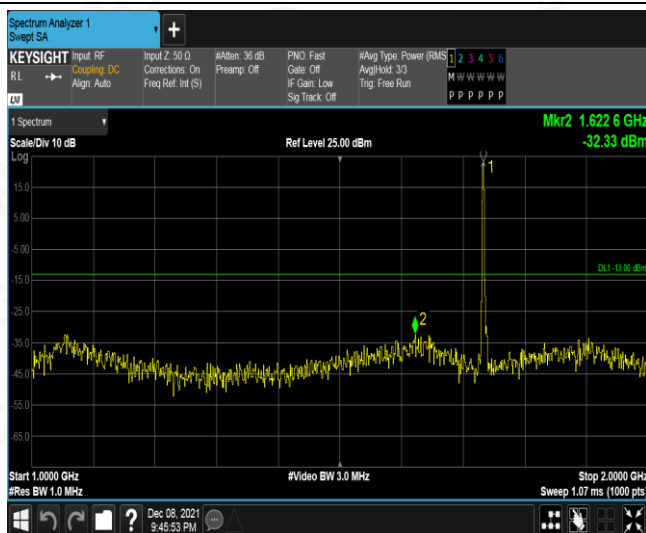 Spectrum Analyzer 1
Swept SA
+
KEYSIGHT
RL
LXI
Input: RF
Coupling: DC
Align: Auto
Input Z: 50 Ω
Corrections: On
Freq Ref: Int (S)
#Atten: 36 dB
Preamp: Off
PNO: Fast
Gate: Off
IF Gain: Low
Sig Track: Off
#Avg Type: Power (RMS
Avg|Hold: 3/3
Trig: Free Run
1 2 3 4 5 6
M W W W W W
P P P P P P
1 Spectrum
Mkr2 1.622 6 GHz
Scale/Div 10 dB
Ref Level 25.00 dBm
-32.33 dBm
Log
1
15.0
5.00
-5.00
DL1 -13.00 dBm
-15.0
-25.0
2
-35.0
-45.0
-55.0
-65.0
Start 1.0000 GHz
#Video BW 3.0 MHz
Stop 2.0000 GHz
#Res BW 1.0 MHz
Sweep 1.07 ms (1000 pts)
?
Dec 08, 2021
9:45:53 PM